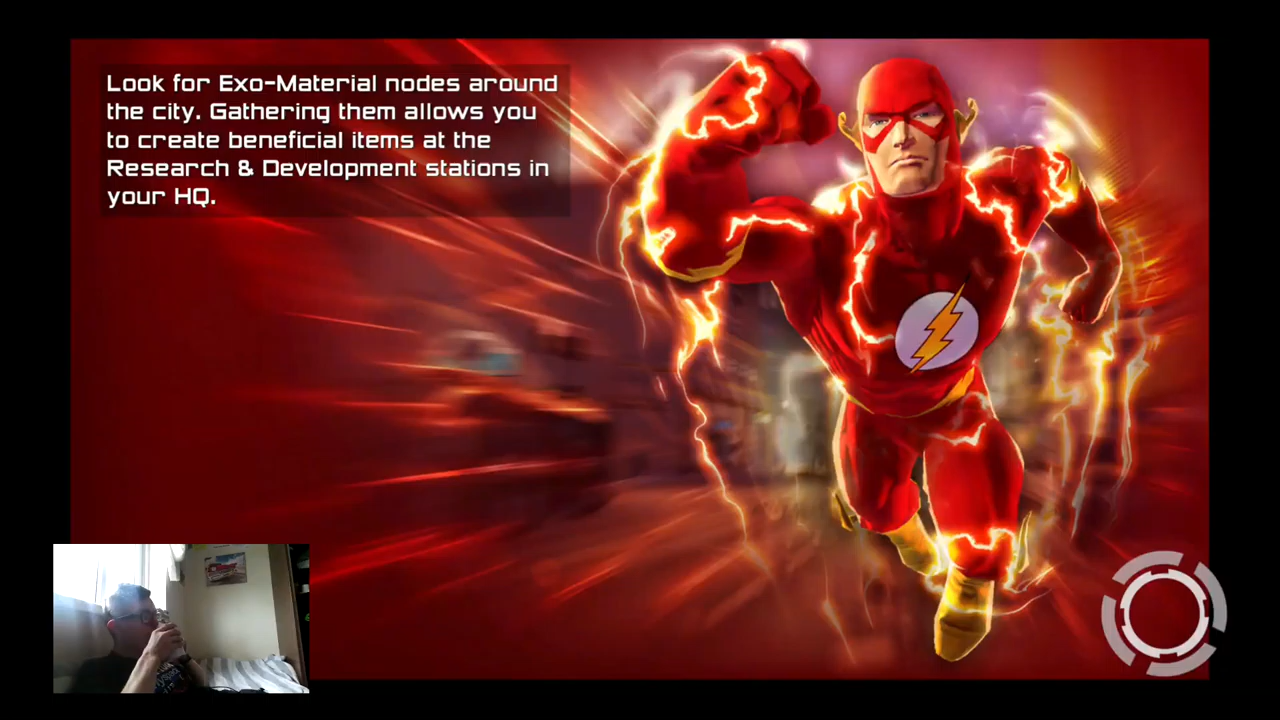 Look for Exo-Material nodes around
the city. Gathering them allows you
to create beneficial items at the
Research & Development stations in
your HQ.